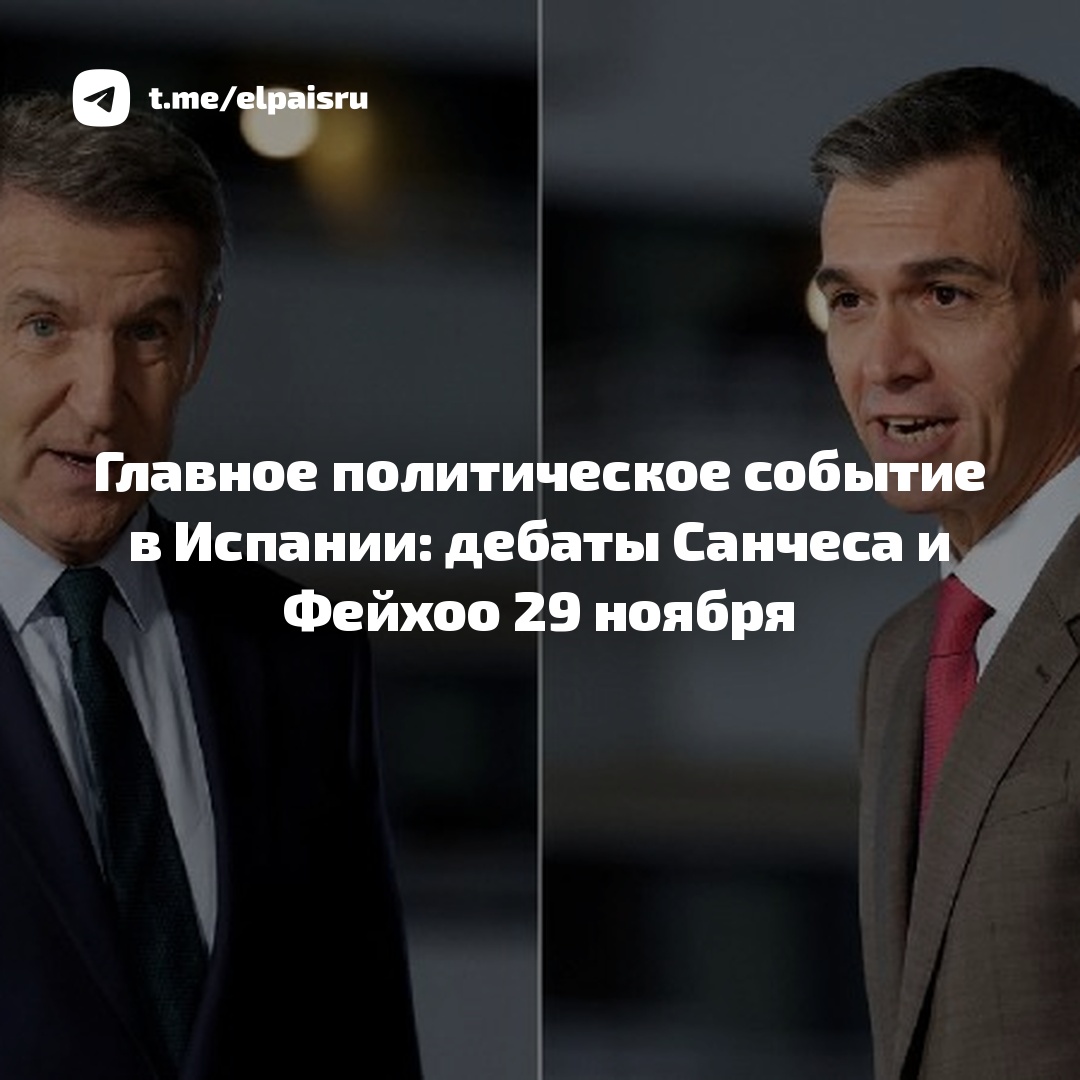 t.me/elpaisru
Главное политическое событие
в Испании: дебаты Санчеса и
Фейхоо 29 ноября